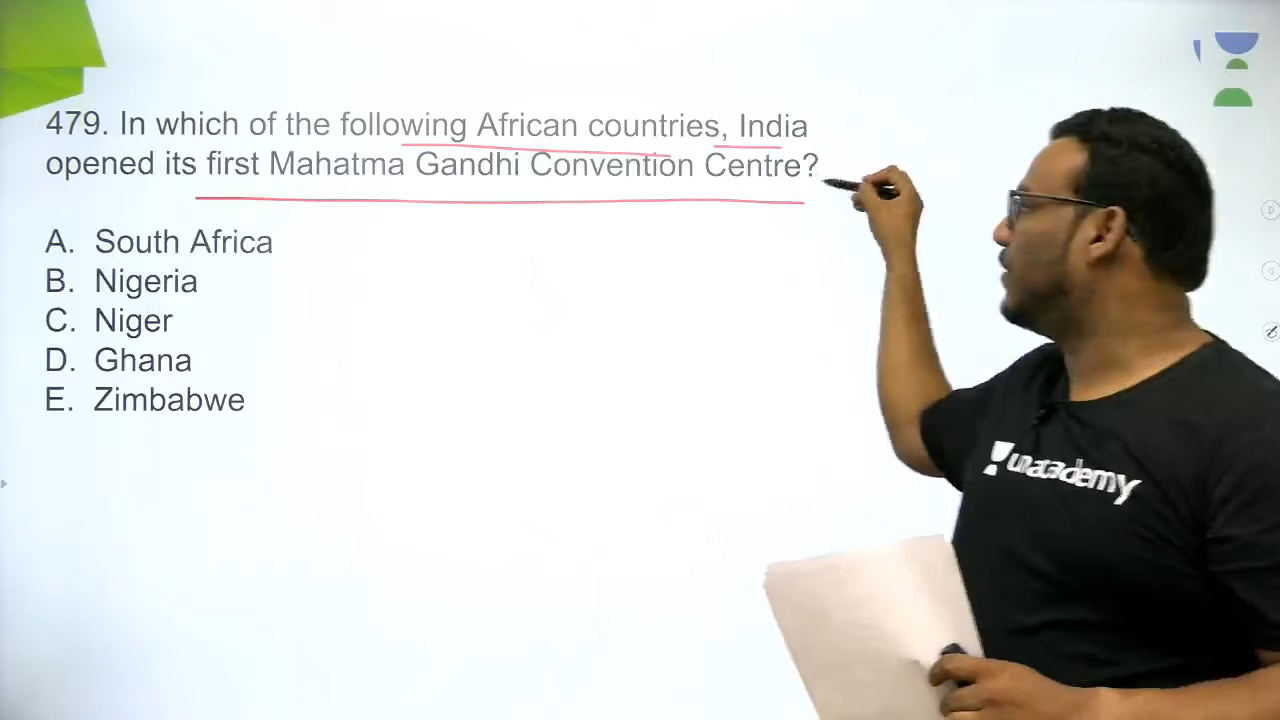 479. In which of the following African countries, India
opened its first Mahatma Gandhi Convention Centre?
A. South Africa
B. Nigeria
C. Niger
D. Ghana
E. Zimbabwe
unacademy